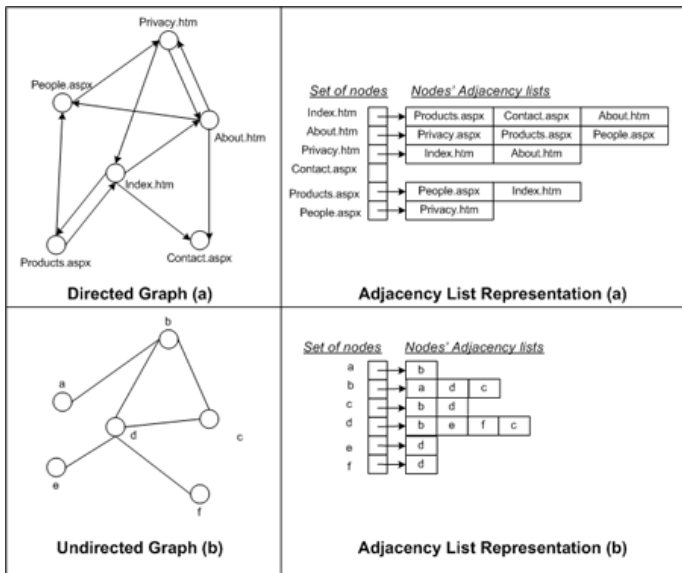 Privacy.htm
People.aspx
About.htm
Index.htm
Products.aspx
Contact.aspx
Directed Graph (a)
Set of nodes Nodes' Adjacency lists
Index.htm Products.aspx Contact.aspx About.htm
About.htm Privacy.aspx Products.aspx People.aspx
Privacy.htm Index.htm About.htm
Contact.aspx
Products.aspx People.aspx Index.htm
People.aspx Privacy.htm
Adjacency List Representation (a)
b
a
c
d
e
f
Undirected Graph (b)
Set of nodes Nodes' Adjacency lists
a b
b a d c
c b d
d b e f c
e d
f d
Adjacency List Representation (b)